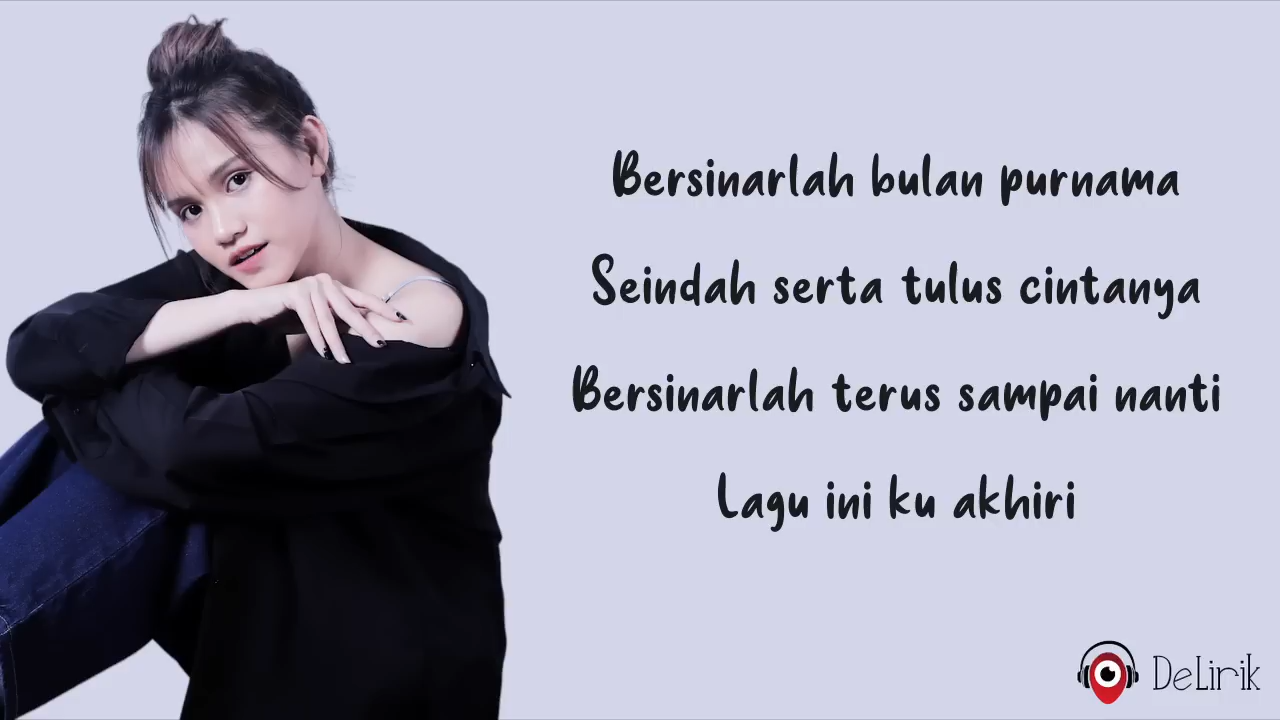 Bersinarlah bulan purnama
Seindah serta tulus cintanya
Bersinarlah terus sampai nanti
Lagu ini ku akhiri
DeLirik